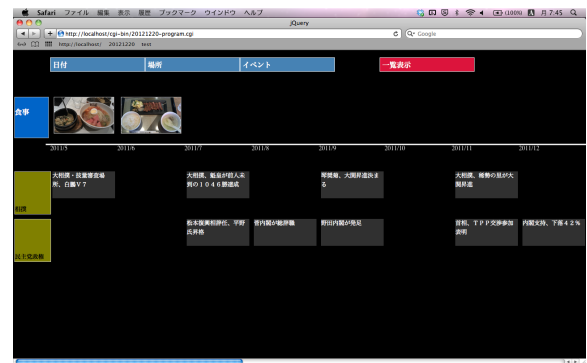 Safari ファイル 編集 表示 履歴 ブックマーク ウインドウ ヘルプ (100%) 月 7:45
jQuery
http://localhost/cgi-bin/20121220-program.cgi Google
http://localhost/ 20121220 test
日付 場所 イベント 一覧表示
食事
2011/5 2011/6 2011/7 2011/8 2011/9 2011/10 2011/11 2011/12
大相撲・技量審査場
所、白鵬Ｖ７
大相撲、魁皇が前人未
到の１０４６勝達成
琴奨菊、大関昇進決ま
る
大相撲、稀勢の里が大
関昇進
相撲
松本復興相辞任、平野
氏昇格
菅内閣が総辞職
野田内閣が発足
首相、ＴＰＰ交渉参加
表明
内閣支持、下落４２％
民主党政権